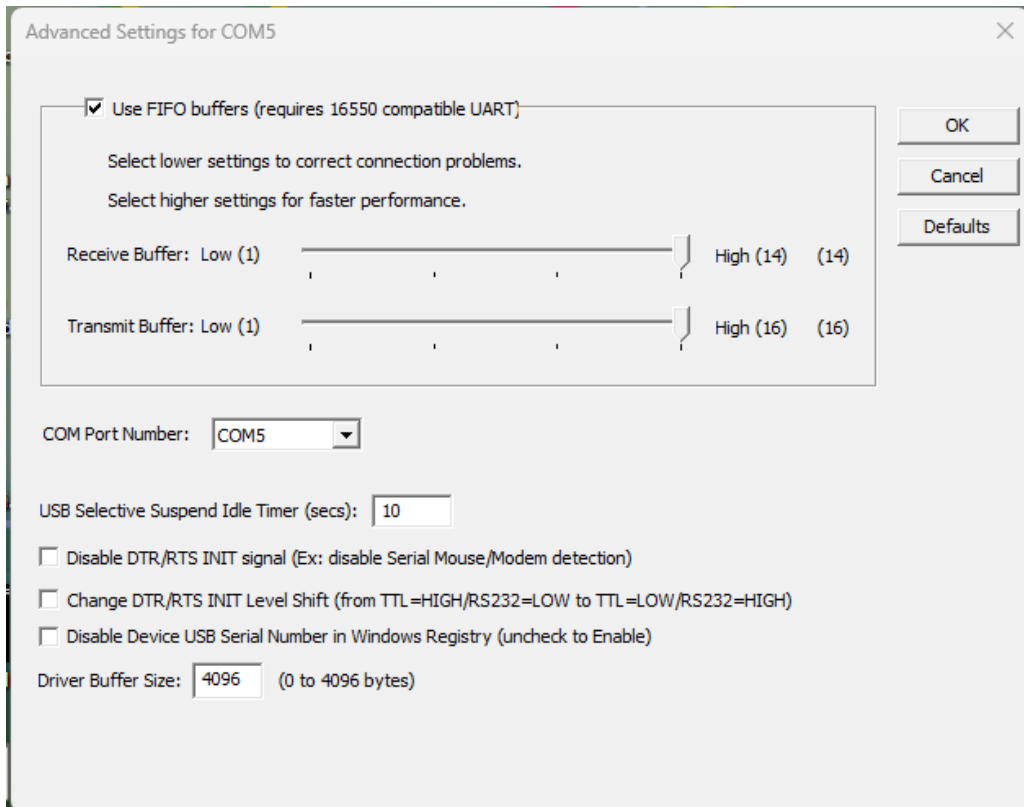 Advanced Settings for COM5
Use FIFO buffers (requires 16550 compatible UART)
OK
Select lower settings to correct connection problems.
Cancel
Select higher settings for faster performance.
Defaults
Receive Buffer: Low (1) High (14) (14)
Transmit Buffer: Low (1) High (16) (16)
COM Port Number: COM5
USB Selective Suspend Idle Timer (secs): 10
Disable DTR/RTS INIT signal (Ex: disable Serial Mouse/Modem detection)
Change DTR/RTS INIT Level Shift (from TTL=HIGH/RS232=LOW to TTL=LOW/RS232=HIGH)
Disable Device USB Serial Number in Windows Registry (uncheck to Enable)
Driver Buffer Size: 4096 (0 to 4096 bytes)